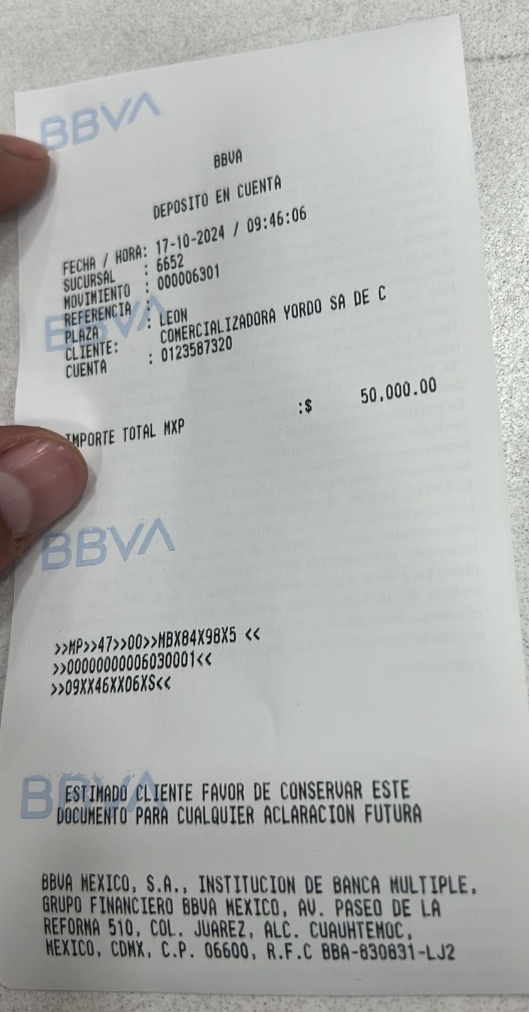 BBVA
BBVA
DEPOSITO EN CUENTA
FECHA / HORA: 17-10-2024 / 09:46:06
SUCURSAL : 6652
MOVIMIENTO : 000006301
REFERENCIA :
BBVA
PLAZA : LEON
CLIENTE: COMERCIALIZADORA YORDO SA DE C
CUENTA : 0123587320
IMPORTE TOTAL MXP :$ 50,000.00
BBVA
>>MP>>47>>00>>MBX84X98X5 <<
>>00000000006030001<<
>>09XX46XX06XS<<
BBVA
ESTIMADO CLIENTE FAVOR DE CONSERVAR ESTE
DOCUMENTO PARA CUALQUIER ACLARACION FUTURA
BBVA MEXICO, S.A., INSTITUCION DE BANCA MULTIPLE,
GRUPO FINANCIERO BBVA MEXICO, AV. PASEO DE LA
REFORMA 510, COL. JUAREZ, ALC. CUAUHTEMOC,
MEXICO, CDMX, C.P. 06600, R.F.C BBA-830831-LJ2